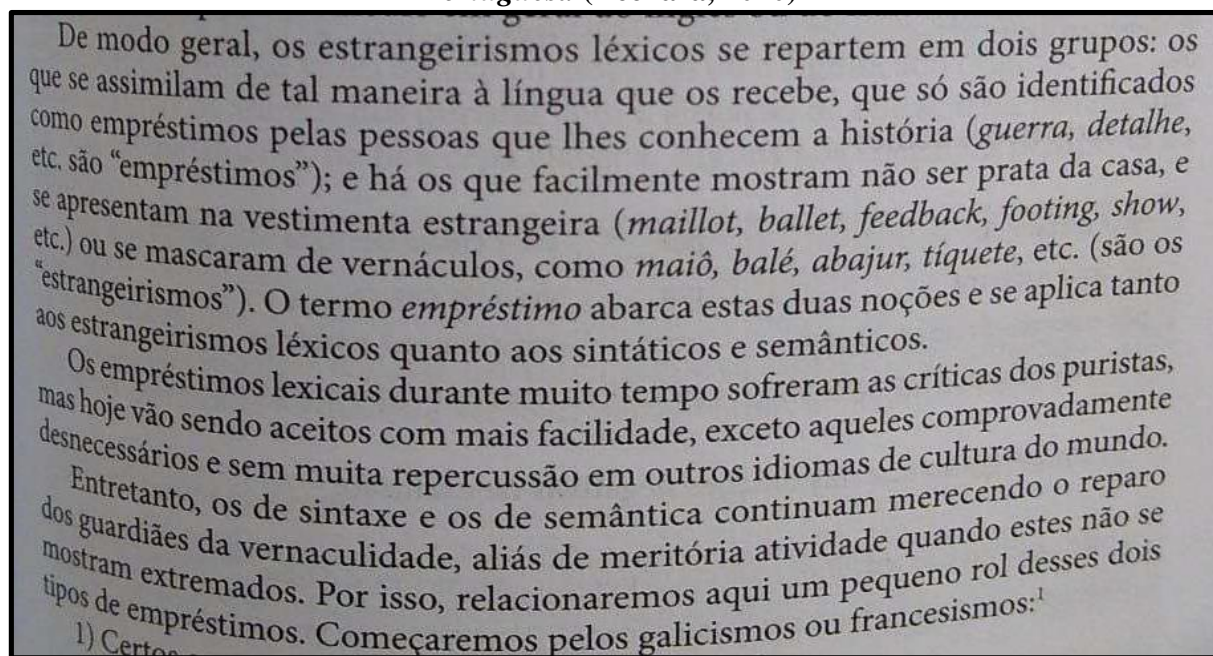 De modo geral, os estrangeirismos léxicos se repartem em dois grupos: os
que se assimilam de tal maneira à língua que os recebe, que só são identificados
como empréstimos pelas pessoas que lhes conhecem a história (guerra, detalhe,
etc. são “empréstimos”); e há os que facilmente mostram não ser prata da casa, e
se apresentam na vestimenta estrangeira (maillot, ballet, feedback, footing, show,
etc.) ou se mascaram de vernáculos, como maiô, balé, abajur, tíquete, etc. (são os
“estrangeirismos”). O termo empréstimo abarca estas duas noções e se aplica tanto
aos estrangeirismos léxicos quanto aos sintáticos e semânticos.
Os empréstimos lexicais durante muito tempo sofreram as críticas dos puristas,
mas hoje vão sendo aceitos com mais facilidade, exceto aqueles comprovadamente
desnecessários e sem muita repercussão em outros idiomas de cultura do mundo.
Entretanto, os de sintaxe e os de semântica continuam merecendo o reparo
dos guardiães da vernaculidade, aliás de meritória atividade quando estes não se
mostram extremados. Por isso, relacionaremos aqui um pequeno rol desses dois
tipos de empréstimos. Começaremos pelos galicismos ou francesismos:¹
1)